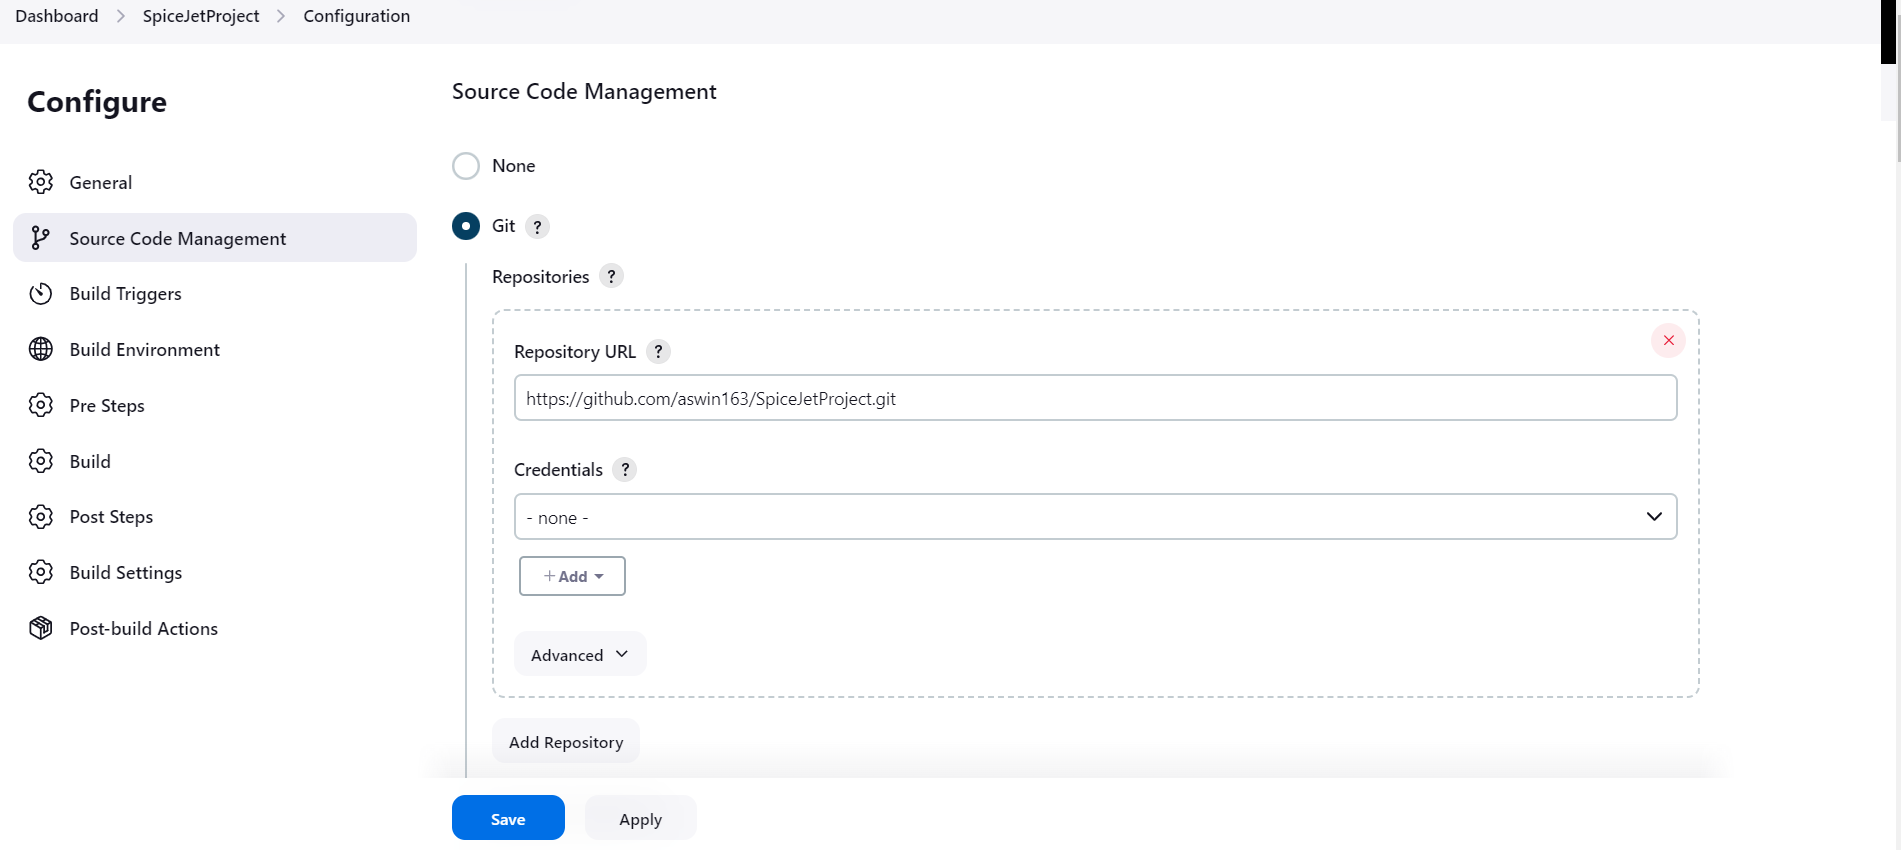 Dashboard > SpiceJetProject > Configuration
Configure
General
Source Code Management
Build Triggers
Build Environment
Pre Steps
Build
Post Steps
Build Settings
Post-build Actions
Source Code Management
None
Git ?
Repositories ?
Repository URL ?
https://github.com/aswin163/SpiceJetProject.git
Credentials ?
- none -
+ Add
Advanced
Add Repository
Save Apply